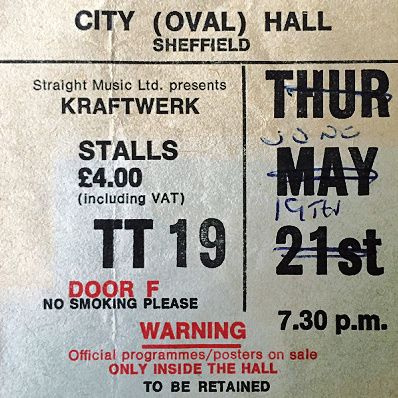 CITY (OVAL) HALL
SHEFFIELD
Straight Music Ltd. presents
KRAFTWERK
STALLS
£4.00
(including VAT)
TT 19
DOOR F
NO SMOKING PLEASE
THUR
JUNE
MAY
19TH
21st
7.30 p.m.
WARNING
Official programmes/posters on sale
ONLY INSIDE THE HALL
TO BE RETAINED